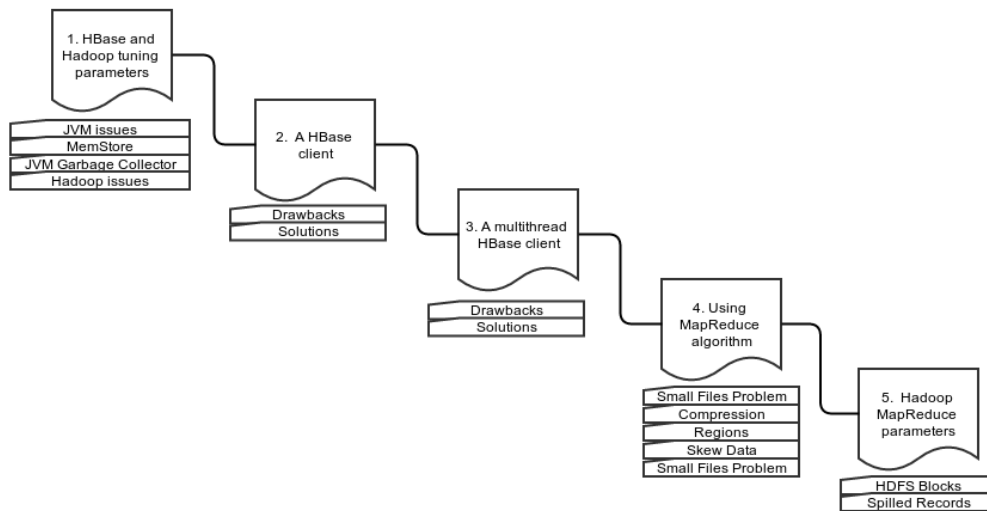 1. HBase and
Hadoop tuning
parameters
JVM issues
MemStore
JVM Garbage Collector
Hadoop issues
2. A HBase
client
Drawbacks
Solutions
3. A multithread
HBase client
Drawbacks
Solutions
4. Using
MapReduce
algorithm
Small Files Problem
Compression
Regions
Skew Data
Small Files Problem
5. Hadoop
MapReduce
parameters
HDFS Blocks
Spilled Records